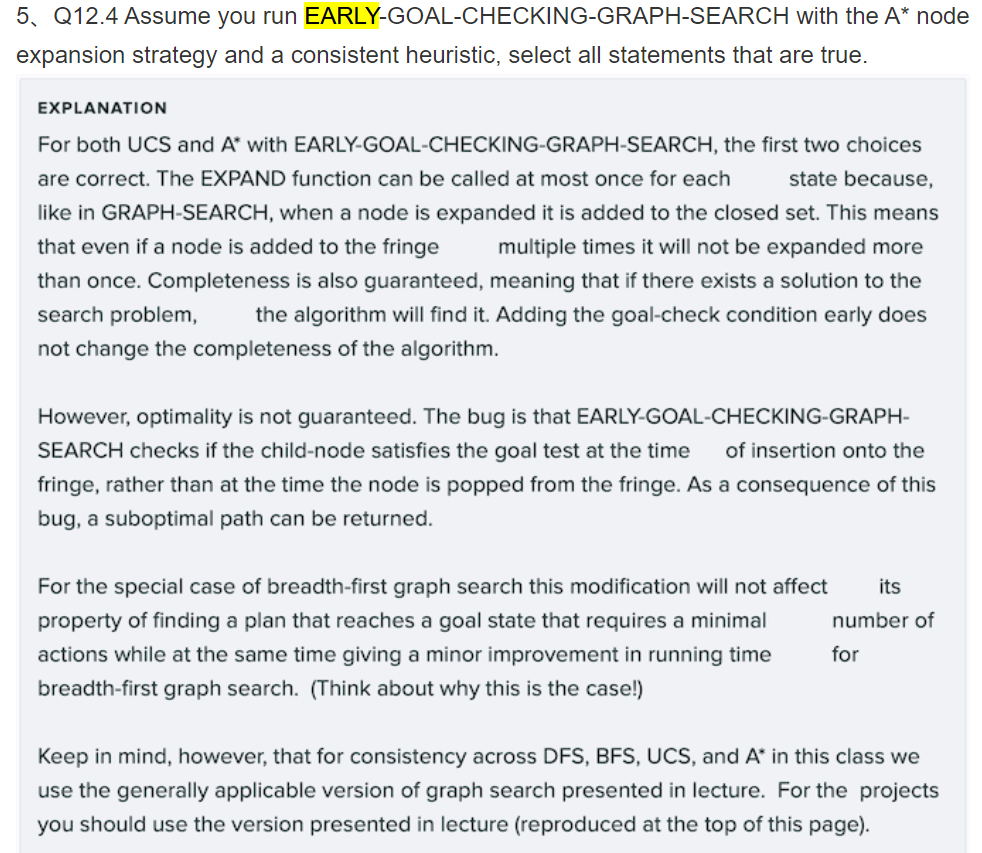 5、Q12.4 Assume you run EARLY-GOAL-CHECKING-GRAPH-SEARCH with the A* node
expansion strategy and a consistent heuristic, select all statements that are true.
EXPLANATION
For both UCS and A* with EARLY-GOAL-CHECKING-GRAPH-SEARCH, the first two choices
are correct. The EXPAND function can be called at most once for each state because,
like in GRAPH-SEARCH, when a node is expanded it is added to the closed set. This means
that even if a node is added to the fringe multiple times it will not be expanded more
than once. Completeness is also guaranteed, meaning that if there exists a solution to the
search problem, the algorithm will find it. Adding the goal-check condition early does
not change the completeness of the algorithm.
However, optimality is not guaranteed. The bug is that EARLY-GOAL-CHECKING-GRAPH-
SEARCH checks if the child-node satisfies the goal test at the time of insertion onto the
fringe, rather than at the time the node is popped from the fringe. As a consequence of this
bug, a suboptimal path can be returned.
For the special case of breadth-first graph search this modification will not affect its
property of finding a plan that reaches a goal state that requires a minimal number of
actions while at the same time giving a minor improvement in running time for
breadth-first graph search. (Think about why this is the case!)
Keep in mind, however, that for consistency across DFS, BFS, UCS, and A* in this class we
use the generally applicable version of graph search presented in lecture. For the projects
you should use the version presented in lecture (reproduced at the top of this page).